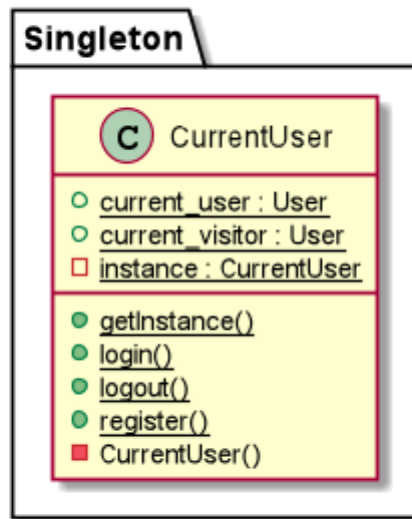 Singleton
C CurrentUser
current_user : User
current_visitor : User
instance : CurrentUser
getInstance()
login()
logout()
register()
CurrentUser()